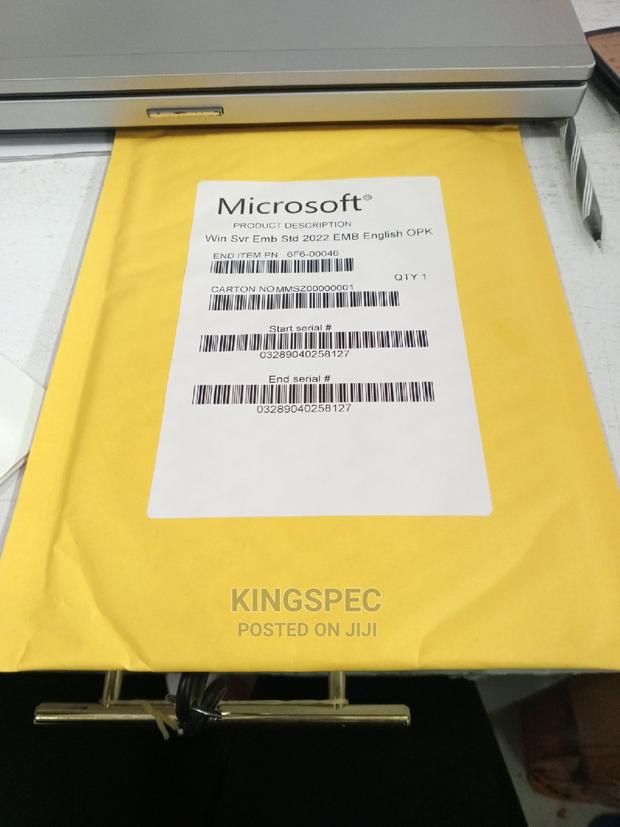 Microsoft®
PRODUCT DESCRIPTION
Win Svr Emb Std 2022 EMB English OPK
END ITEM PN 6F6-00046
QTY 1
CARTON NO MMSZ00000001
Start serial #
03289040258127
End serial #
03289040258127
KINGSPEC
POSTED ON JIJI